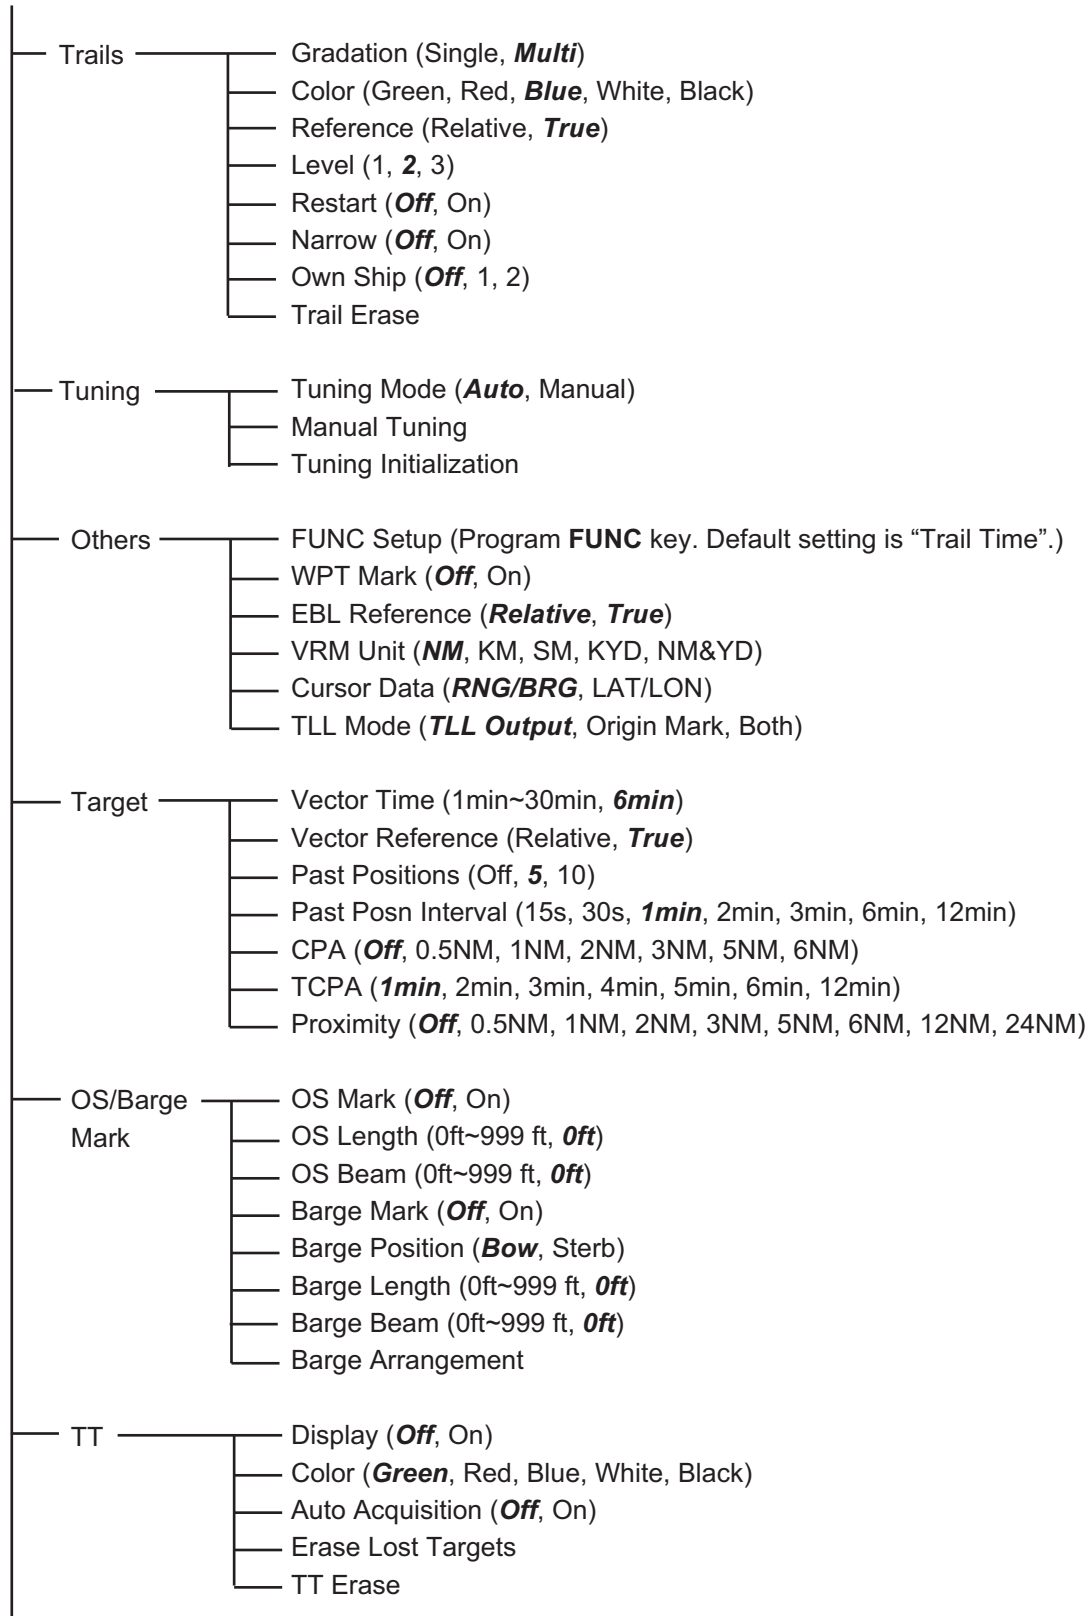 Trails
Gradation (Single, Multi)
Color (Green, Red, Blue, White, Black)
Reference (Relative, True)
Level (1, 2, 3)
Restart (Off, On)
Narrow (Off, On)
Own Ship (Off, 1, 2)
Trail Erase
Tuning
Tuning Mode (Auto, Manual)
Manual Tuning
Tuning Initialization
Others
FUNC Setup (Program FUNC key. Default setting is “Trail Time”.)
WPT Mark (Off, On)
EBL Reference (Relative, True)
VRM Unit (NM, KM, SM, KYD, NM&YD)
Cursor Data (RNG/BRG, LAT/LON)
TLL Mode (TLL Output, Origin Mark, Both)
Target
Vector Time (1min~30min, 6min)
Vector Reference (Relative, True)
Past Positions (Off, 5, 10)
Past Posn Interval (15s, 30s, 1min, 2min, 3min, 6min, 12min)
CPA (Off, 0.5NM, 1NM, 2NM, 3NM, 5NM, 6NM)
TCPA (1min, 2min, 3min, 4min, 5min, 6min, 12min)
Proximity (Off, 0.5NM, 1NM, 2NM, 3NM, 5NM, 6NM, 12NM, 24NM)
OS/Barge
Mark
OS Mark (Off, On)
OS Length (0ft~999 ft, 0ft)
OS Beam (0ft~999 ft, 0ft)
Barge Mark (Off, On)
Barge Position (Bow, Sterb)
Barge Length (0ft~999 ft, 0ft)
Barge Beam (0ft~999 ft, 0ft)
Barge Arrangement
TT
Display (Off, On)
Color (Green, Red, Blue, White, Black)
Auto Acquisition (Off, On)
Erase Lost Targets
TT Erase